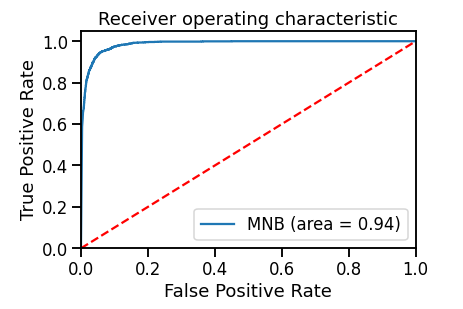 Receiver operating characteristic
True Positive Rate
1.0
0.8
0.6
0.4
0.2
0.0
MNB (area = 0.94)
0.0 0.2 0.4 0.6 0.8 1.0
False Positive Rate